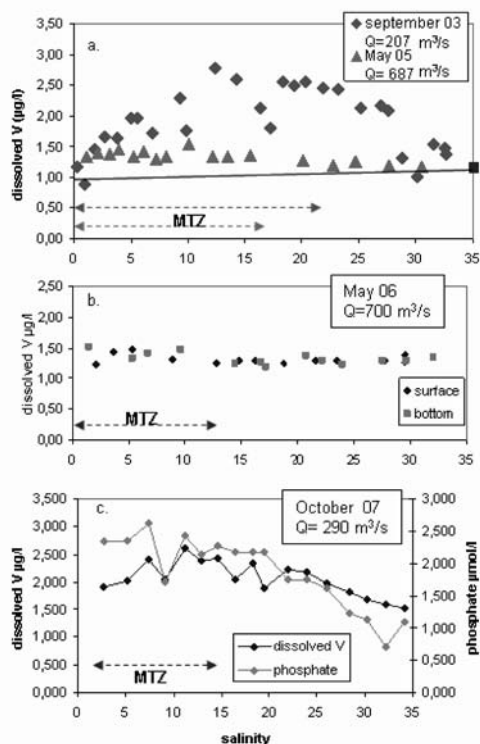 a.
september 03
Q=207 m³/s
May 05
Q= 687 m³/s
dissolved V (µg/l)
3,50
3,00
2,50
2,00
1,50
1,00
0,50
0,00
MTZ
0 5 10 15 20 25 30 35
b.
May 06
Q=700 m³/s
dissolved V µg/l
2,50
2,00
1,50
1,00
0,50
0,00
surface
bottom
MTZ
0 5 10 15 20 25 30 35
c.
October 07
Q= 290 m³/s
dissolved V µg/l
3,500
3,000
2,500
2,000
1,500
1,000
0,500
0,000
3,000
2,500
2,000
1,500
1,000
0,500
0,000
phosphate µmol/l
dissolved V
phosphate
MTZ
0 5 10 15 20 25 30 35
salinity